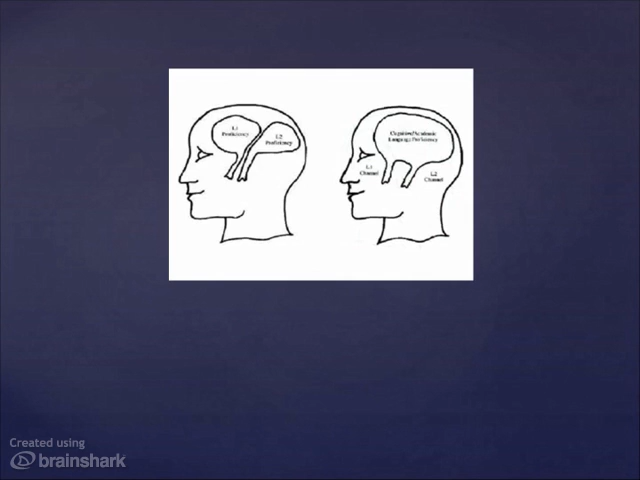 L1
Proficiency
L2
Proficiency
Cognitive/Academic
Language Proficiency
L1
Channel
L2
Channel
Created using
brainshark